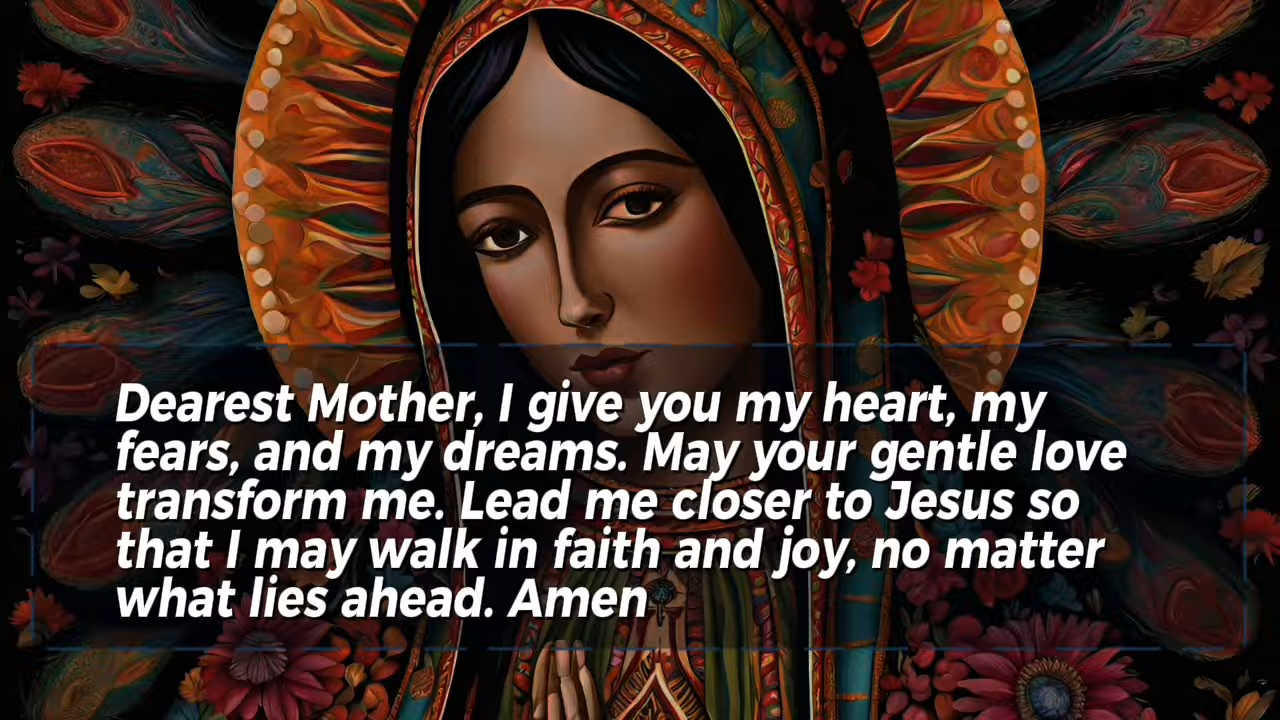 Dearest Mother, I give you my heart, my
fears, and my dreams. May your gentle love
transform me. Lead me closer to Jesus so
that I may walk in faith and joy, no matter
what lies ahead. Amen